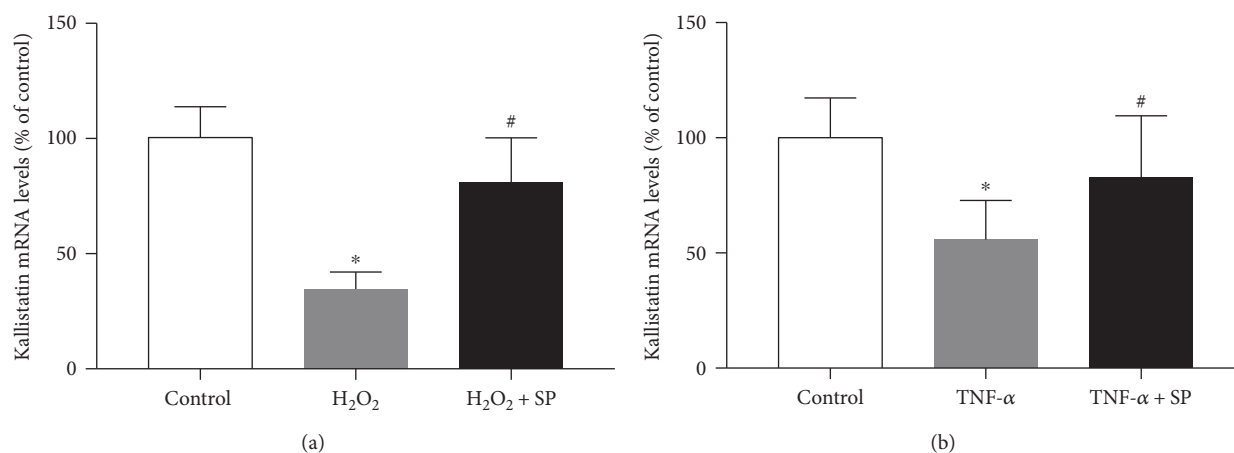 Kallistatin mRNA levels (% of control)
150
100
50
0
*
#
Control
H₂O₂
H₂O₂ + SP
(a)
Kallistatin mRNA levels (% of control)
150
100
50
0
*
#
Control
TNF-α
TNF-α + SP
(b)